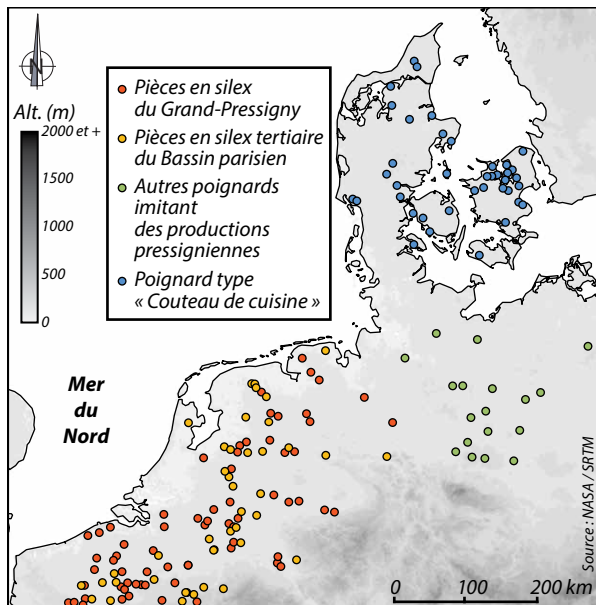 N
Alt. (m)
2000 et +
1500
1000
500
0
Pièces en silex
du Grand-Pressigny
Pièces en silex tertiaire
du Bassin parisien
Autres poignards
imitant
des productions
pressigniennes
Poignard type
« Couteau de cuisine »
Mer
du
Nord
Source : NASA / SRTM
0 100 200 km